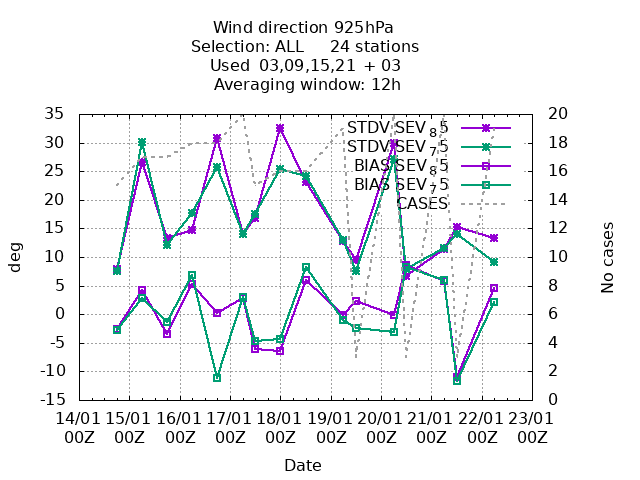 Wind direction 925hPa
Selection: ALL 24 stations
Used 03,09,15,21 + 03
Averaging window: 12h
35 20
30 18
25 16
20 14
15 12
10 10
5 8
0 6
-5 4
-10 2
-15 0
STDV SEV_85
STDV SEV_75
BIAS SEV_85
BIAS SEV_75
CASES
deg
No cases
14/01 15/01 16/01 17/01 18/01 19/01 20/01 21/01 22/01 23/01
00Z 00Z 00Z 00Z 00Z 00Z 00Z 00Z 00Z 00Z
Date